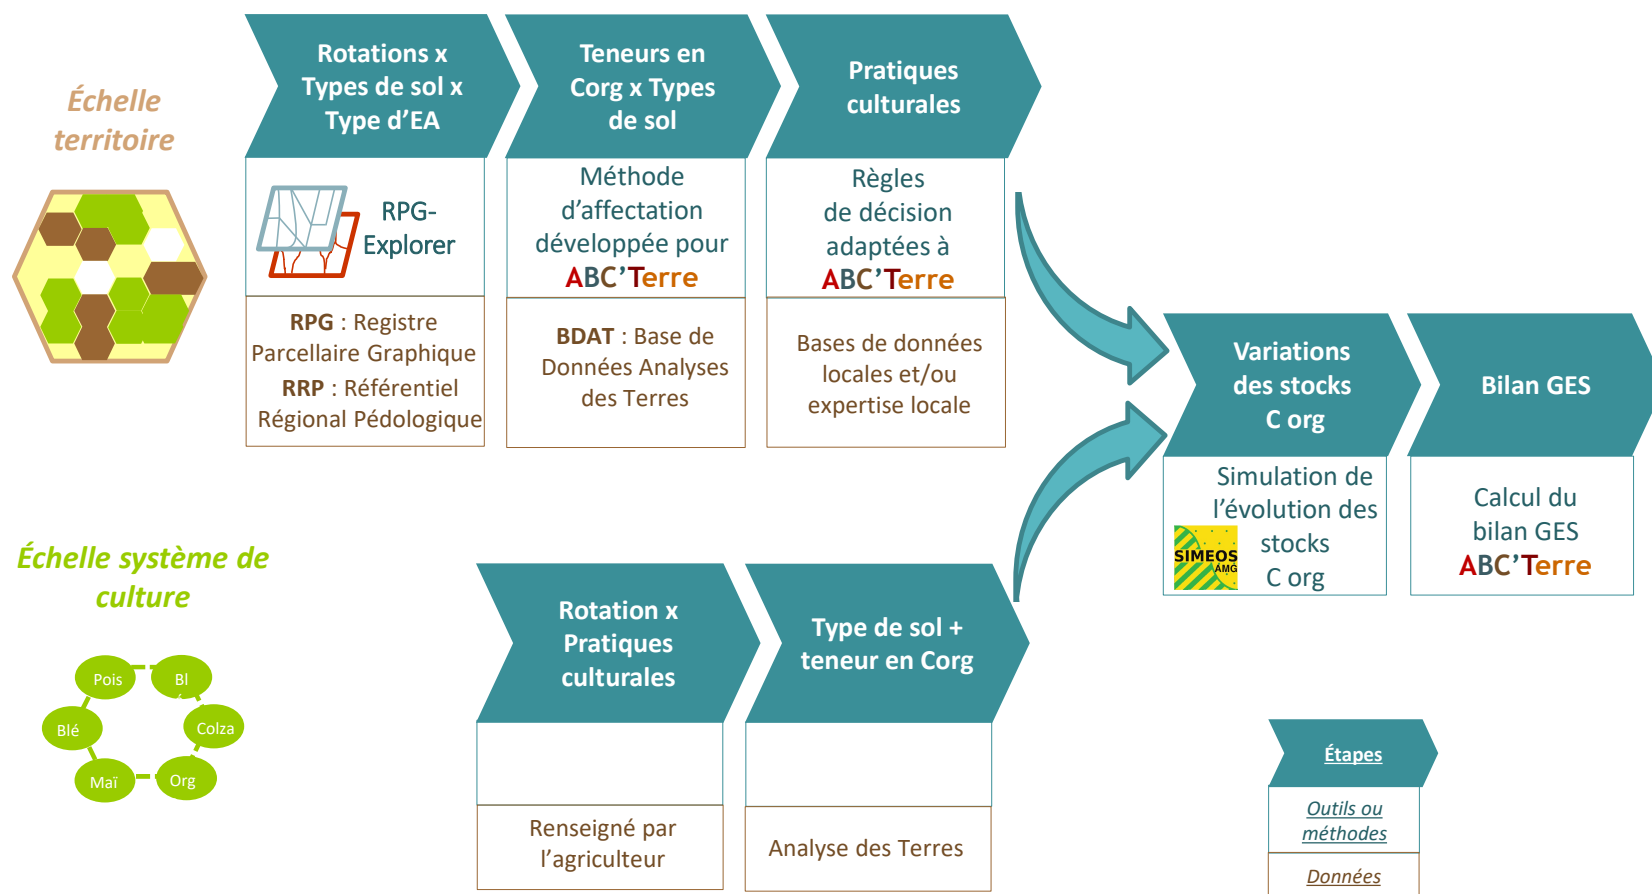 Échelle
territoire
Rotations x
Types de sol x
Type d’EA
Teneurs en
Corg x Types
de sol
Pratiques
culturales
RPG-
Explorer
Méthode
d’affectation
développée pour
ABC’Terre
Règles
de décision
adaptées à
ABC’Terre
RPG : Registre
Parcellaire Graphique
RRP : Référentiel
Régional Pédologique
BDAT : Base de
Données Analyses
des Terres
Bases de données
locales et/ou
expertise locale
Variations
des stocks
C org
Bilan GES
Simulation de
l’évolution des
stocks
C org
SIMEOS
AMG
Calcul du
bilan GES
ABC’Terre
Échelle système de
culture
Pois
Bl
Blé
Colza
Maï
Org
Rotation x
Pratiques
culturales
Type de sol +
teneur en Corg
Renseigné par
l’agriculteur
Analyse des Terres
Étapes
Outils ou
méthodes
Données